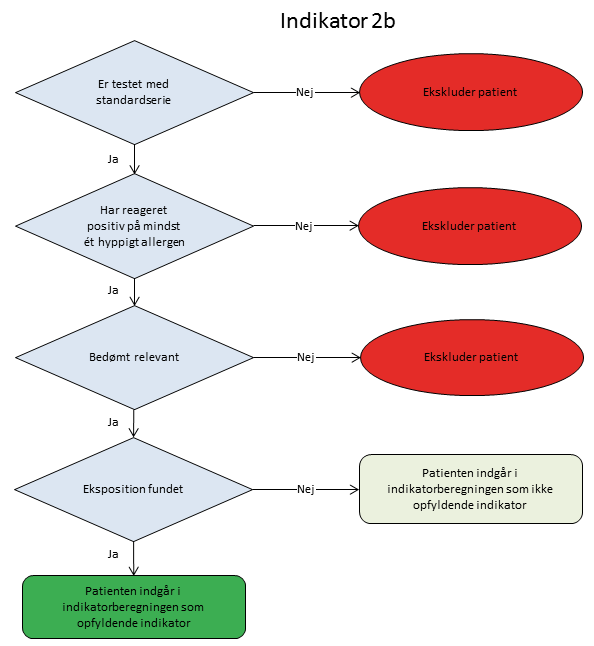 Indikator 2b
Er testet med
standardserie
Nej
Ekskluder patient
Ja
Har reageret
positiv på mindst
ét hyppigt allergen
Nej
Ekskluder patient
Ja
Bedømt relevant
Nej
Ekskluder patient
Ja
Eksposition fundet
Nej
Patienten indgår i
indikatorberegningen som ikke
opfyldende indikator
Ja
Patienten indgår i
indikatorberegningen som
opfyldende indikator